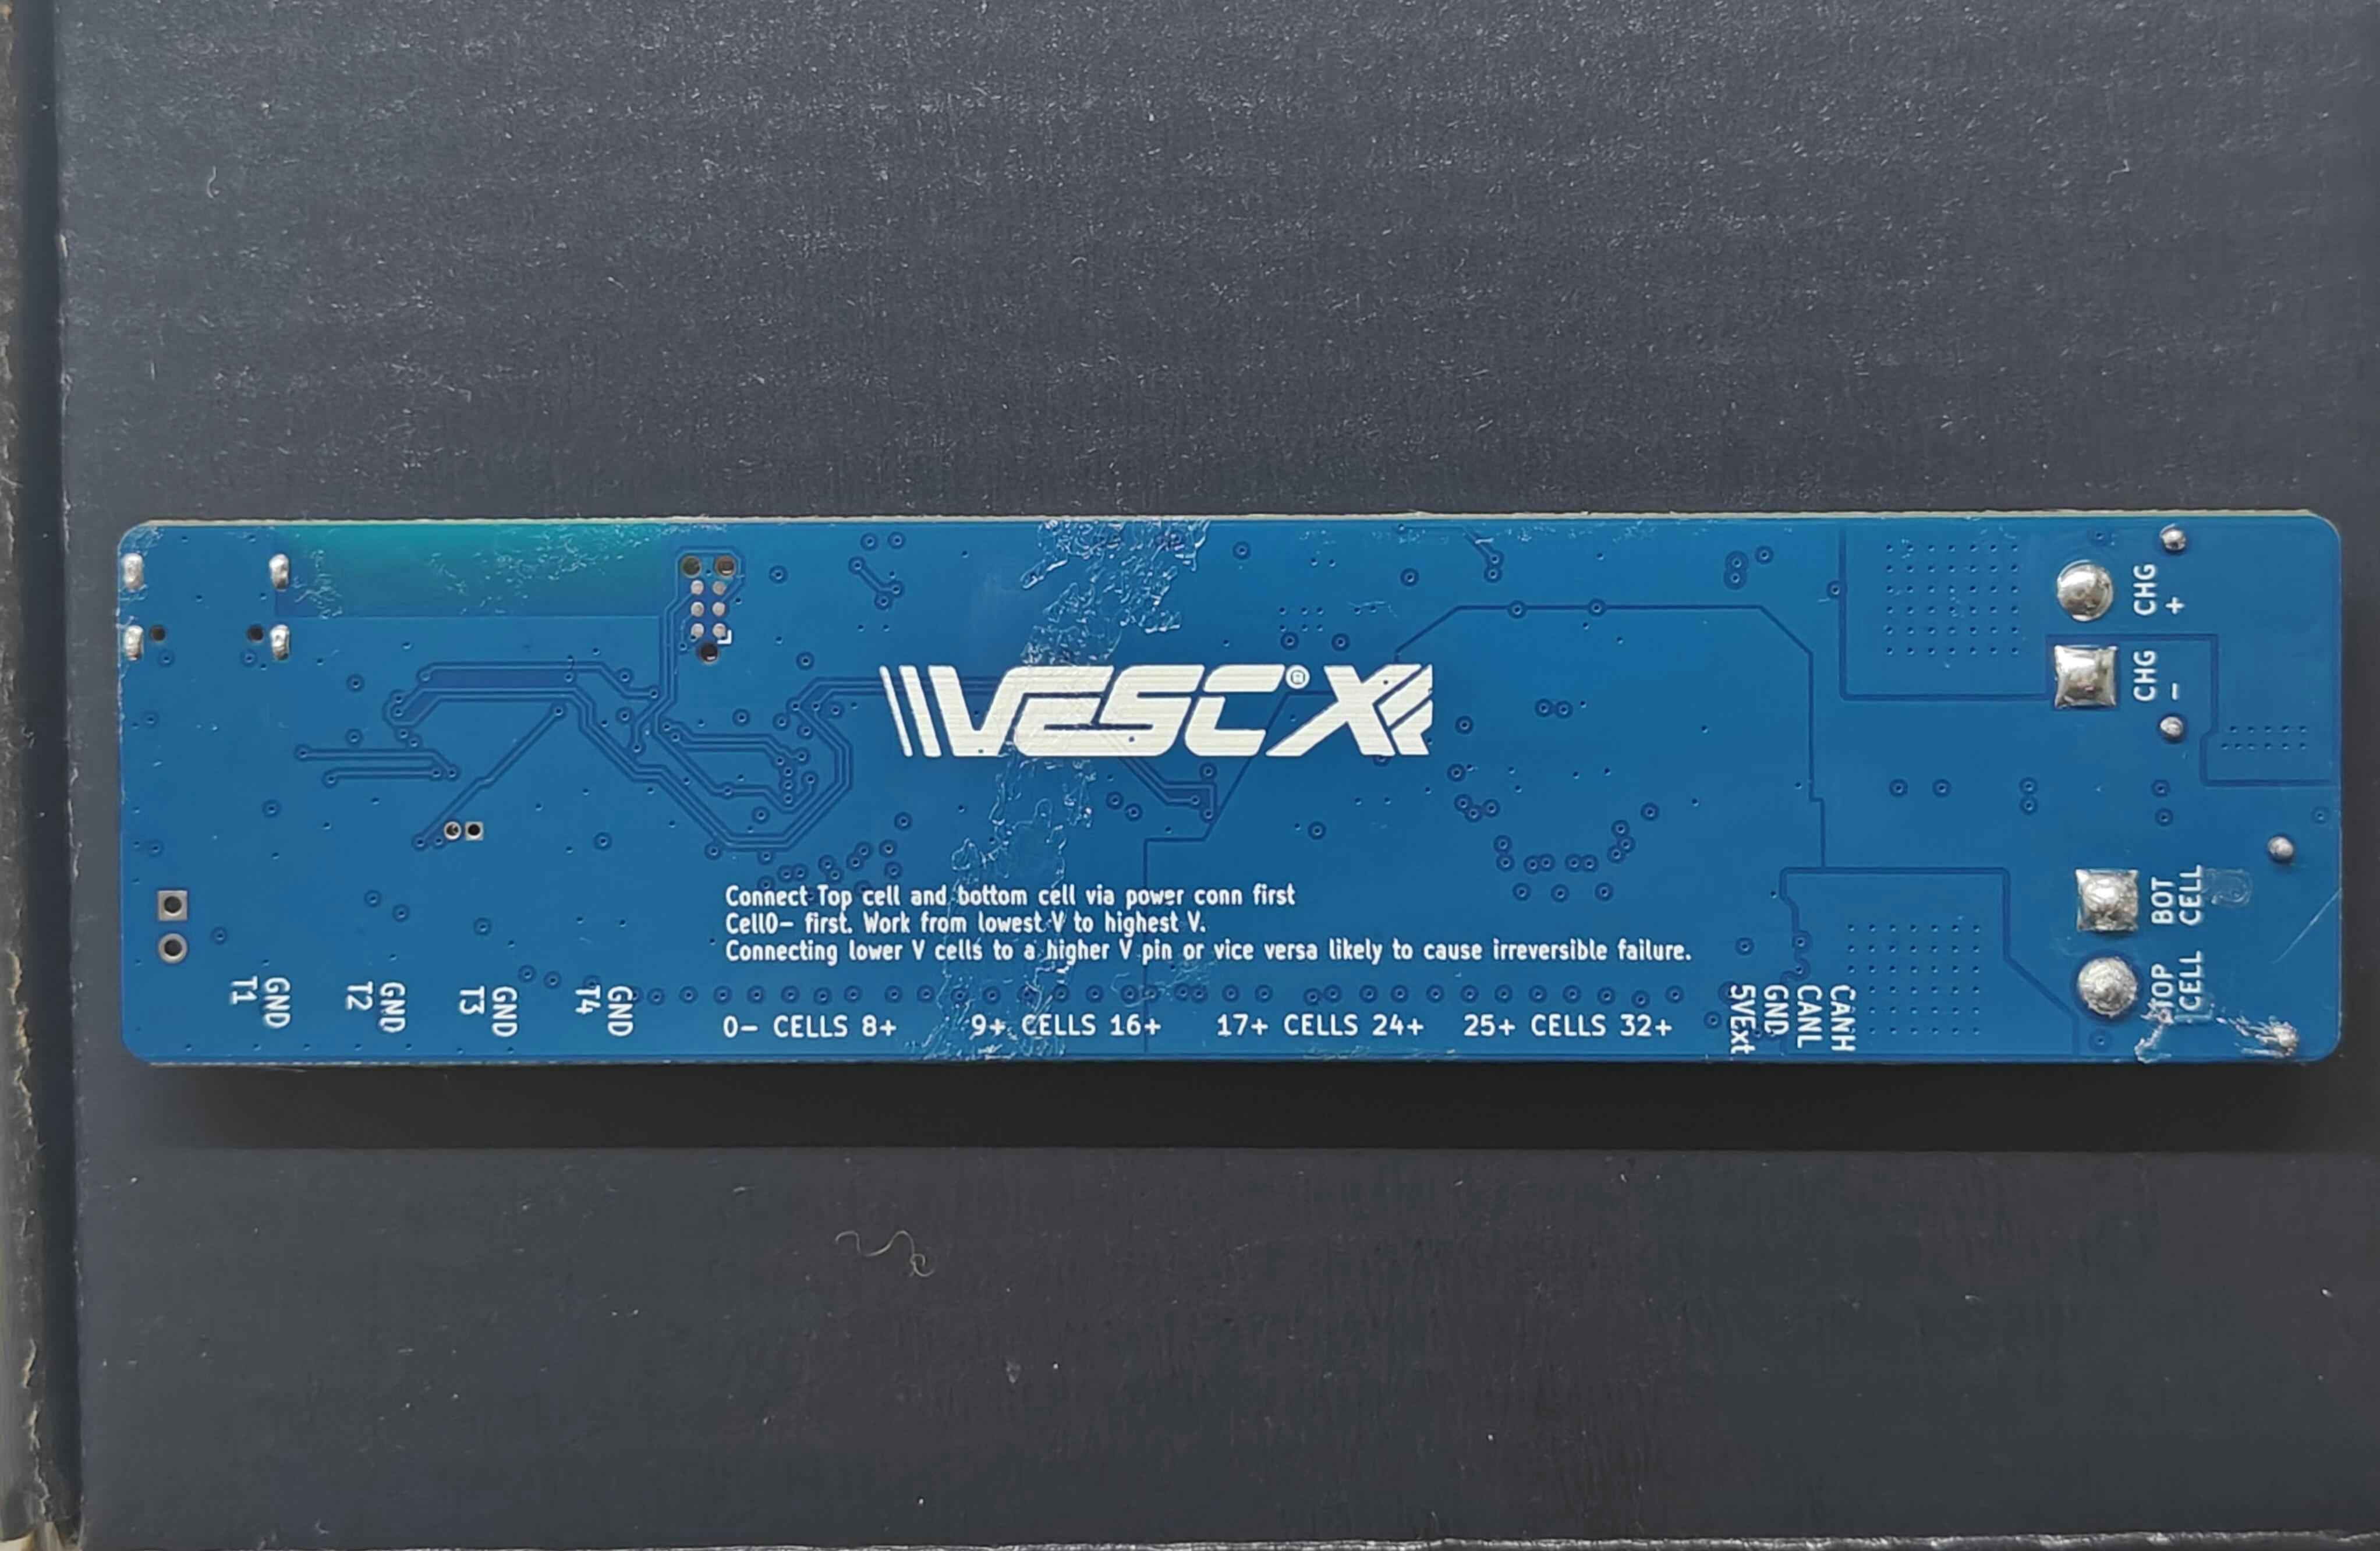 VESC® X
CHG +
CHG -
Connect Top cell and bottom cell via power conn first
Cell0- first. Work from lowest V to highest V.
Connecting lower V cells to a higher V pin or vice versa likely to cause irreversible failure.
BOT CELL
TOP CELL
T1 GND
T2 GND
T3 GND
T4 GND
0- CELLS 8+
9+ CELLS 16+
17+ CELLS 24+
25+ CELLS 32+
5VExt
GND
CANL
CANH